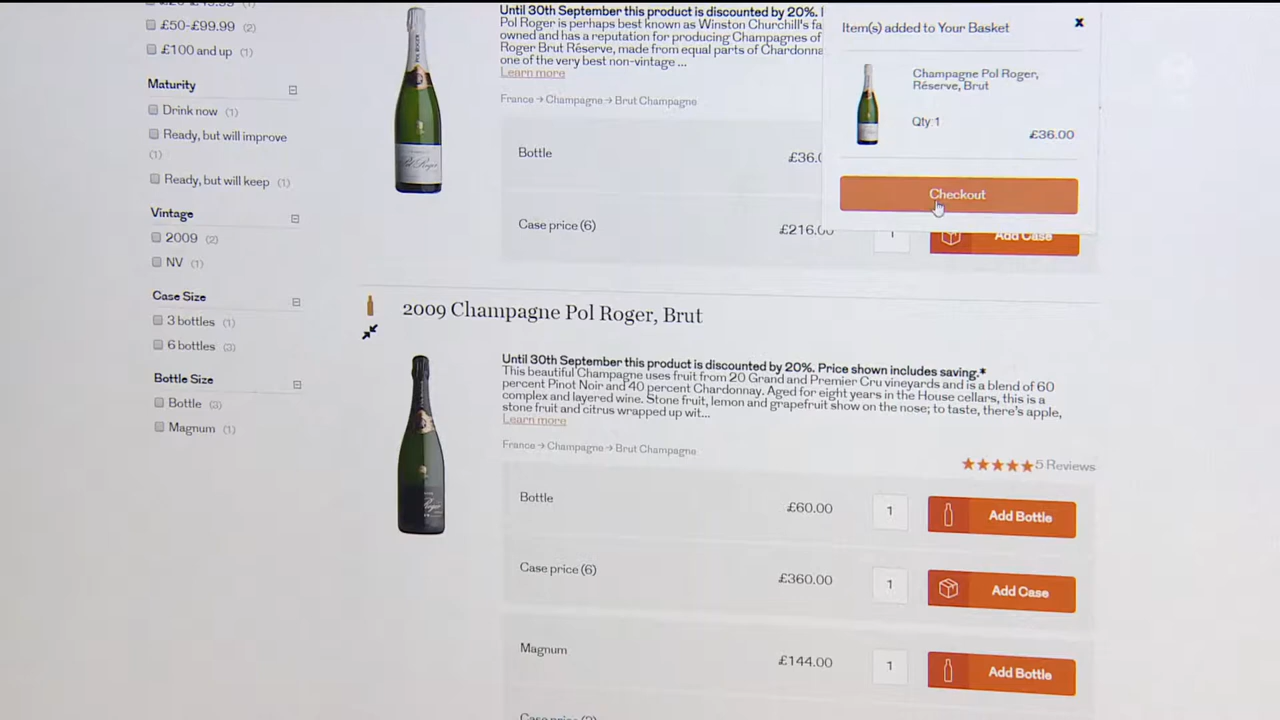 £50-£99.99 (2)
£100 and up (1)
Maturity
Drink now (1)
Ready, but will improve
(1)
Ready, but will keep (1)
Vintage
2009 (2)
NV (1)
Case Size
3 bottles (1)
6 bottles (3)
Bottle Size
Bottle (3)
Magnum (1)
Until 30th September this product is discounted by 20%.
Pol Roger is perhaps best known as Winston Churchill's fa
owned and has a reputation for producing Champagnes of
Roger Brut Réserve, made from equal parts of Chardonna
one of the very best non-vintage ...
Learn more
France → Champagne → Brut Champagne
Bottle £36.0
Case price (6) £216.00 1 Add Case
Item(s) added to Your Basket x
Champagne Pol Roger,
Réserve, Brut
Qty:1
£36.00
Checkout
2009 Champagne Pol Roger, Brut
Until 30th September this product is discounted by 20%. Price shown includes saving.*
This beautiful Champagne uses fruit from 20 Grand and Premier Cru vineyards and is a blend of 60
percent Pinot Noir and 40 percent Chardonnay. Aged for eight years in the House cellars, this is a
complex and layered wine. Stone fruit, lemon and grapefruit show on the nose; to taste, there's apple,
stone fruit and citrus wrapped up wit...
Learn more
France → Champagne → Brut Champagne
5 Reviews
Bottle £60.00 1 Add Bottle
Case price (6) £360.00 1 Add Case
Magnum £144.00 1 Add Bottle